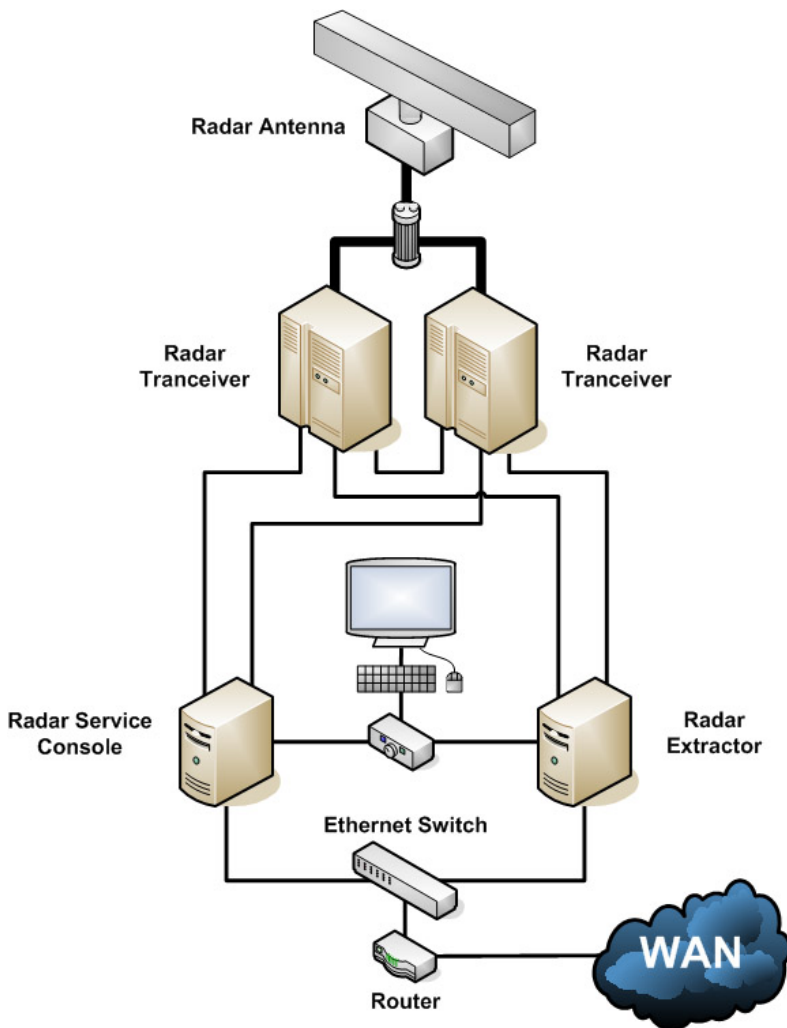 Radar Antenna
Radar
Tranceiver
Radar
Tranceiver
Radar Service
Console
Radar
Extractor
Ethernet Switch
Router
WAN